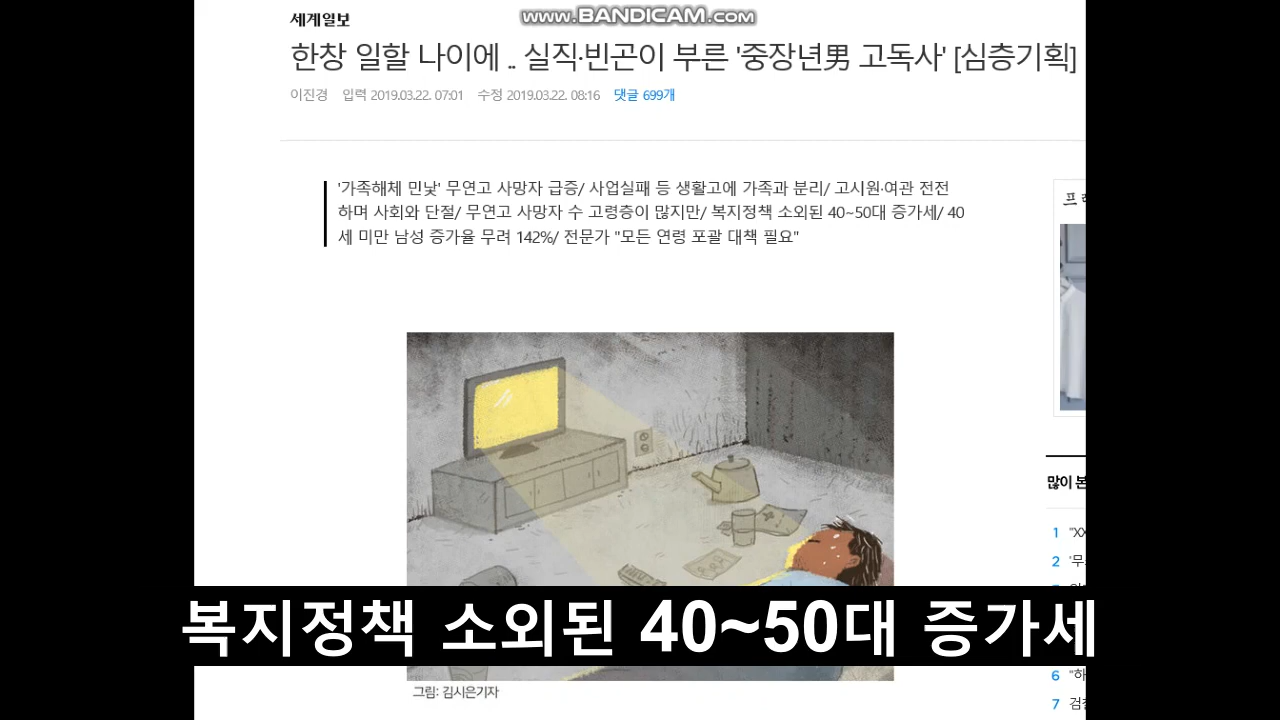 WWW.BANDICAM.COM
세계일보
한창 일할 나이에 .. 실직·빈곤이 부른 '중장년男 고독사' [심층기획]
이진경 입력 2019.03.22. 07:01 수정 2019.03.22. 08:16 댓글 699개
'가족해체 민낯' 무연고 사망자 급증/ 사업실패 등 생활고에 가족과 분리/ 고시원·여관 전전
하며 사회와 단절/ 무연고 사망자 수 고령층이 많지만/ 복지정책 소외된 40~50대 증가세/ 40
세 미만 남성 증가율 무려 142%/ 전문가 "모든 연령 포괄 대책 필요"
많이 본
1
2 '무
복지정책 소외된 40~50대 증가세
6 "하
7 검
그림: 김시은기자